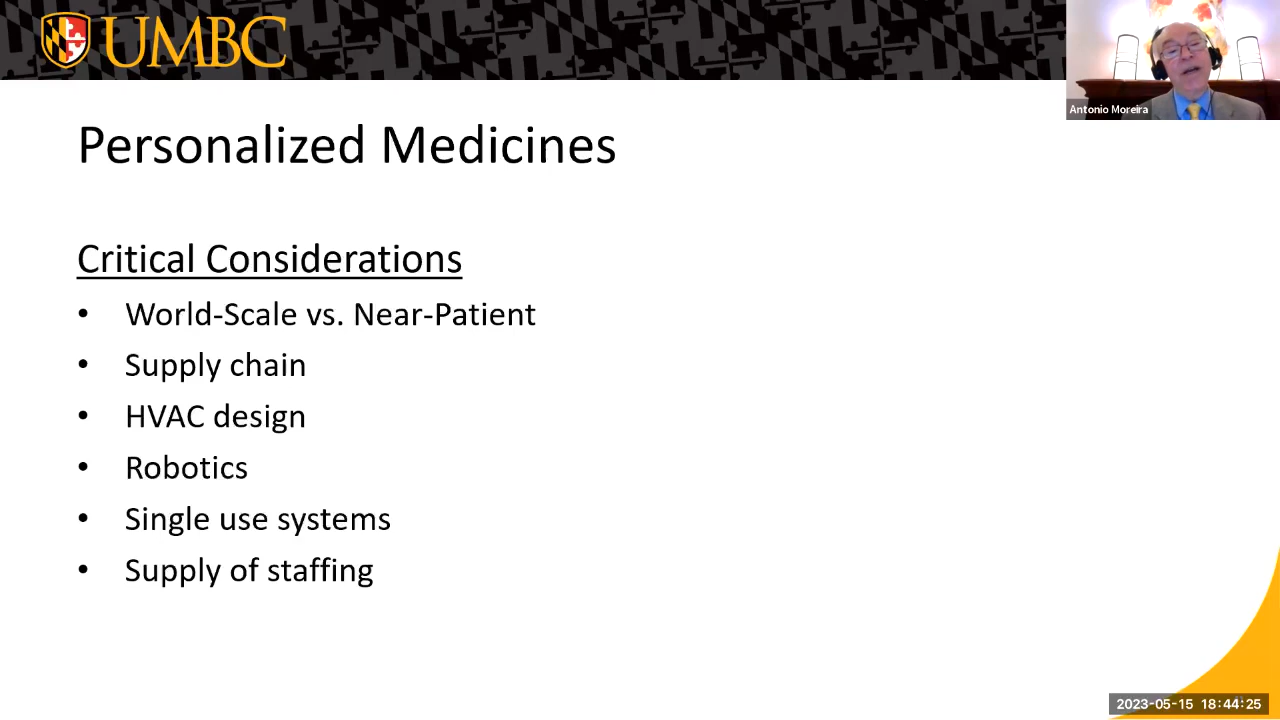 UMBC
Antonio Moreira
Personalized Medicines
Critical Considerations
• World-Scale vs. Near-Patient
• Supply chain
• HVAC design
• Robotics
• Single use systems
• Supply of staffing
2023-05-15 18:44:25